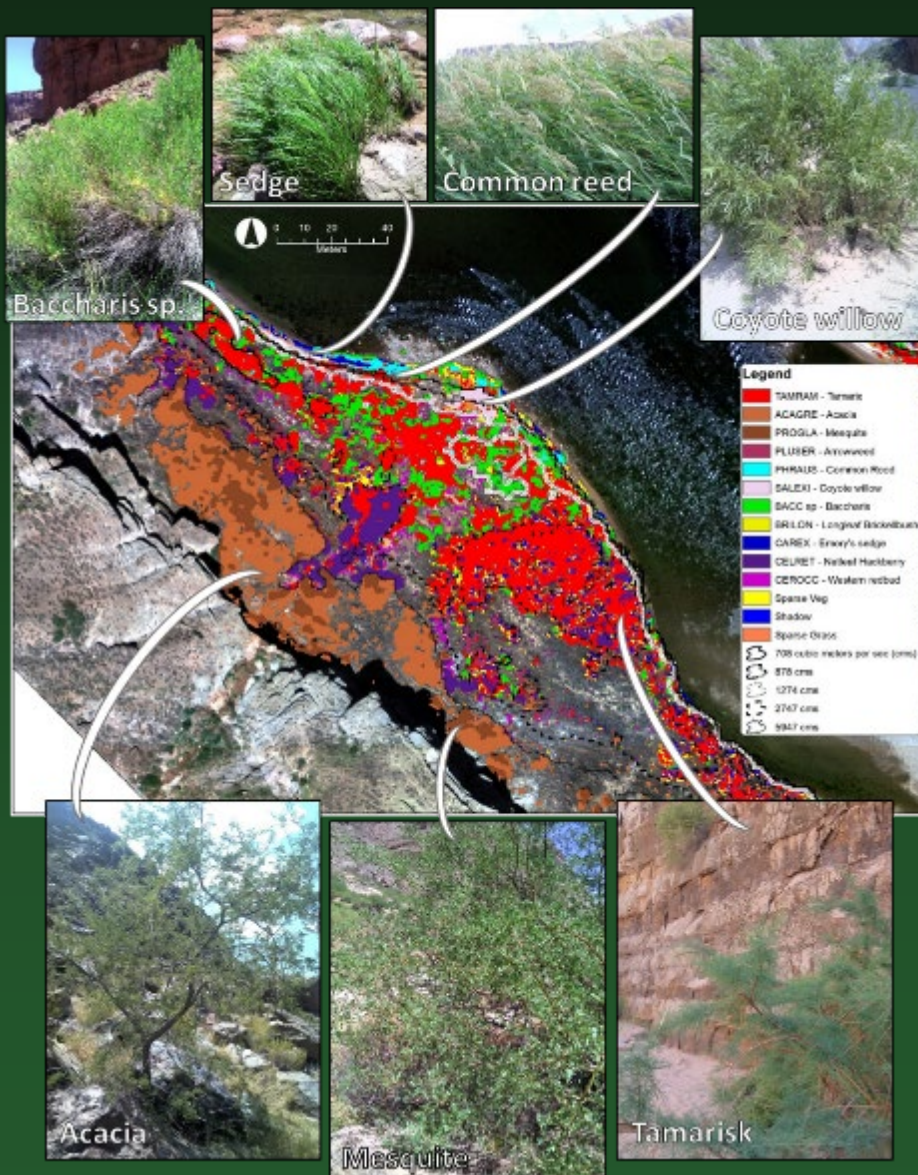 Sedge
Common reed
Baccharis sp.
Coyote willow
0 10 20 40
Meters
Legend
TAMRAM - Tamarix
ACAGRE - Acacia
PROGLA - Mesquite
PLUSER - Arrowweed
PHRAUS - Common Reed
SALEXI - Coyote willow
BACC sp - Baccharis
BRILON - Longleaf Brickelbush
CAREX - Emory's sedge
CELRET - Netleaf Hackberry
CEROCC - Western redbud
Sparse Veg
Shadow
Sparse Grass
708 cubic meters per sec (cms)
878 cms
1274 cms
2747 cms
5947 cms
Acacia
Mesquite
Tamarisk